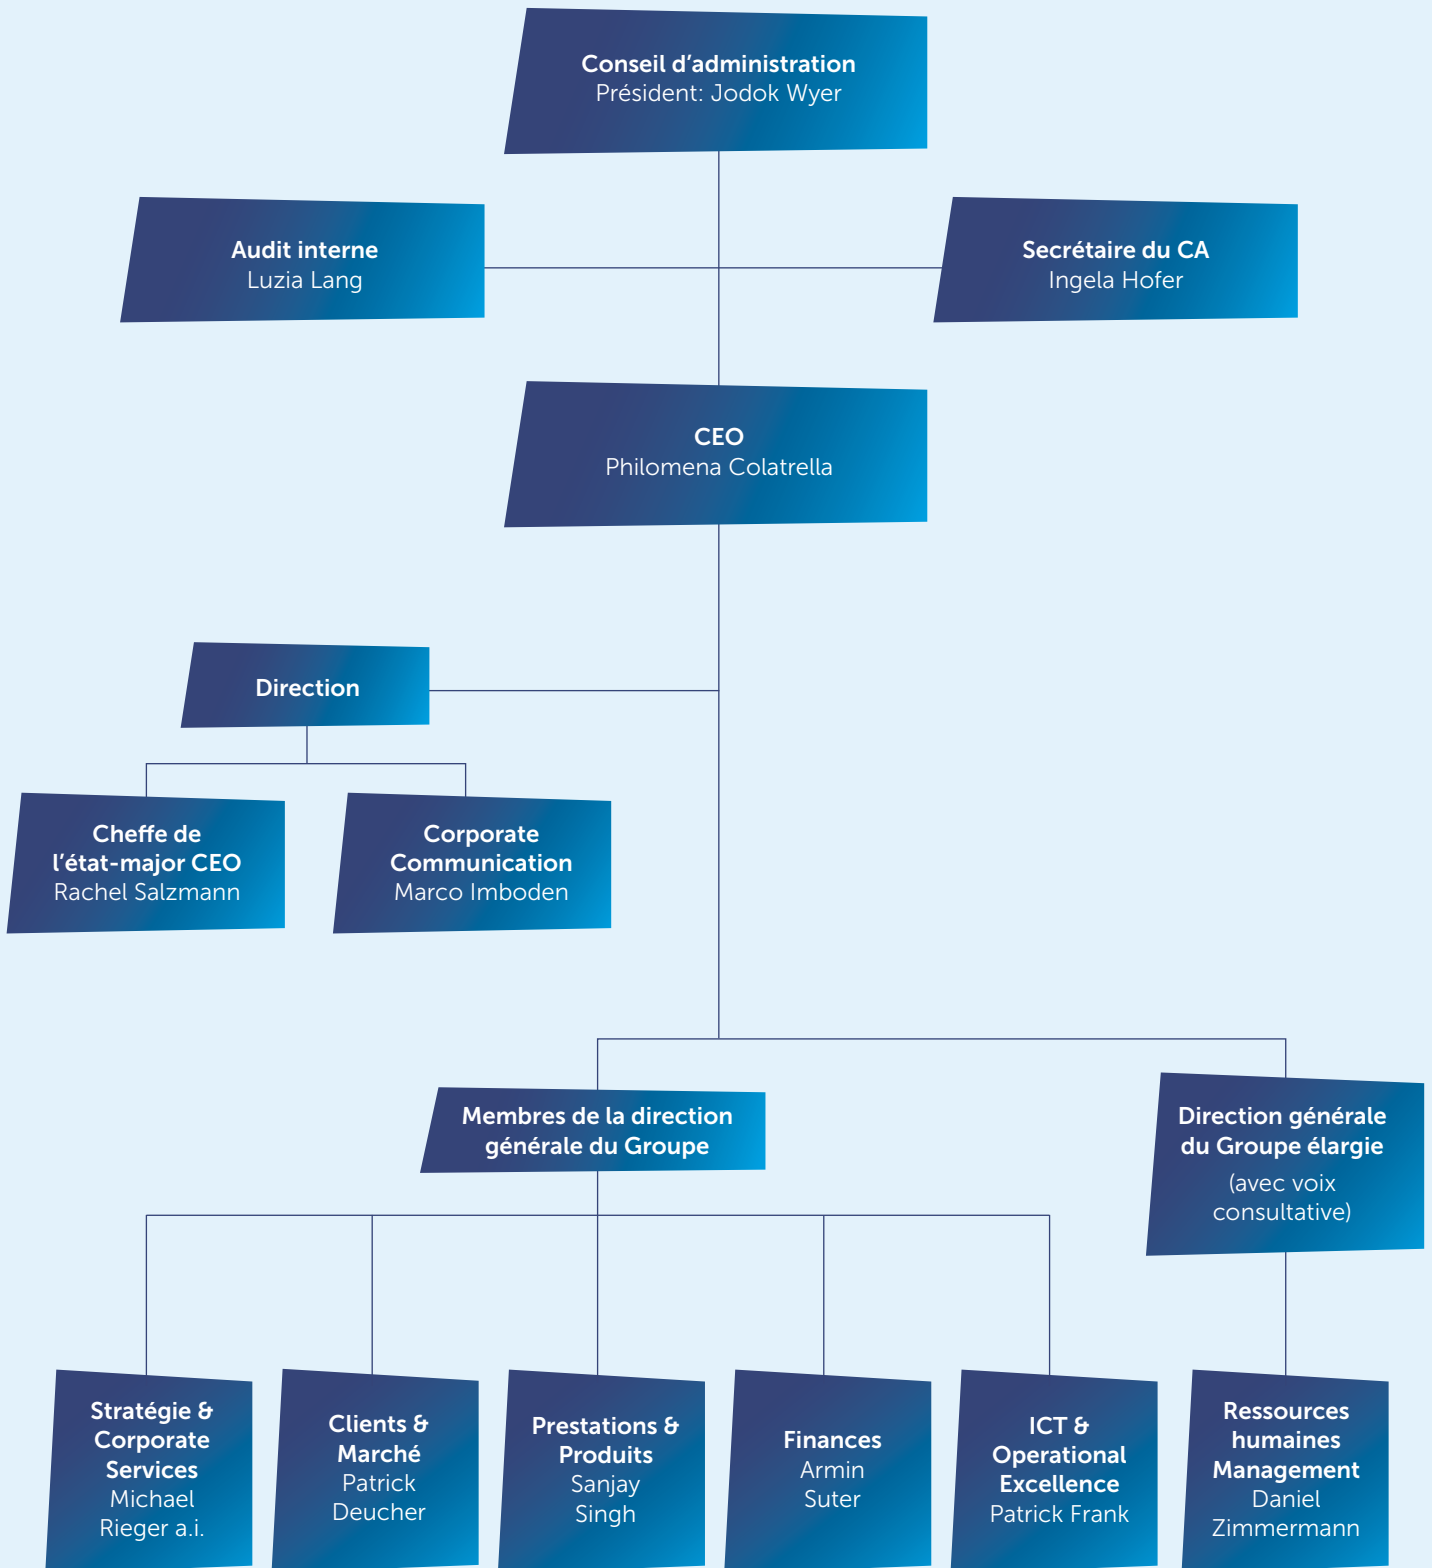 Conseil d’administration
Président: Jodok Wyer
Audit interne
Luzia Lang
Secrétaire du CA
Ingela Hofer
CEO
Philomena Colatrella
Direction
Cheffe de
l’état-major CEO
Rachel Salzmann
Corporate
Communication
Marco Imboden
Membres de la direction
générale du Groupe
Direction générale
du Groupe élargie
(avec voix
consultative)
Stratégie &
Corporate
Services
Michael
Rieger a.i.
Clients &
Marché
Patrick
Deucher
Prestations &
Produits
Sanjay
Singh
Finances
Armin
Suter
ICT &
Operational
Excellence
Patrick Frank
Ressources
humaines
Management
Daniel
Zimmermann